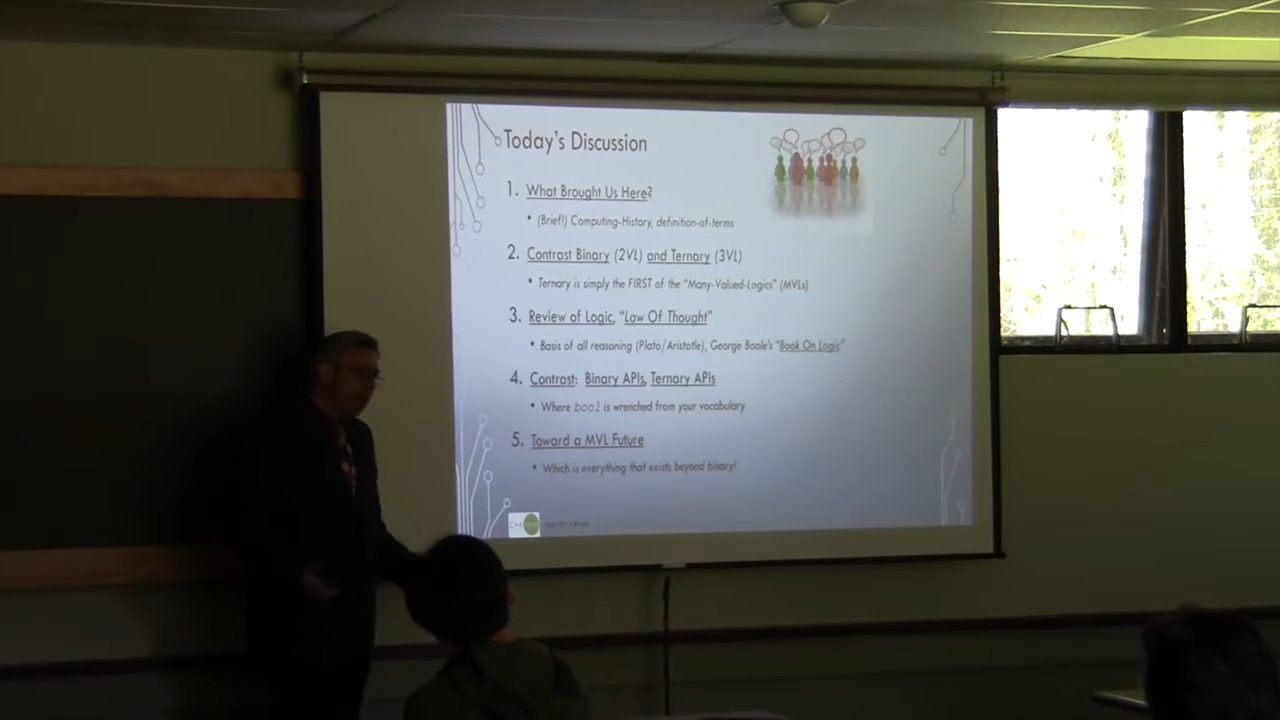 Today's Discussion
1. What Brought Us Here?
• (Brief!) Computing-History, definition-of-terms
2. Contrast Binary (2VL) and Ternary (3VL)
• Ternary is simply the FIRST of the "Many-Valued-Logics" (MVLs)
3. Review of Logic, "Law Of Thought"
• Basis of all reasoning (Plato/Aristotle), George Boole's "Book On Logic"
4. Contrast: Binary APIs, Ternary APIs
• Where bool is wrenched from your vocabulary
5. Toward a MVL Future
• Which is everything that exists beyond binary!
C++